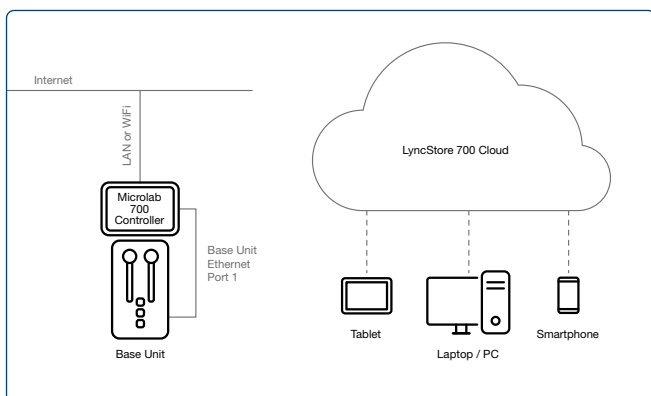 Internet
LAN or WiFi
Microlab
700
Controller
Base Unit
Ethernet
Port 1
Base Unit
LyncStore 700 Cloud
Tablet
Laptop / PC
Smartphone